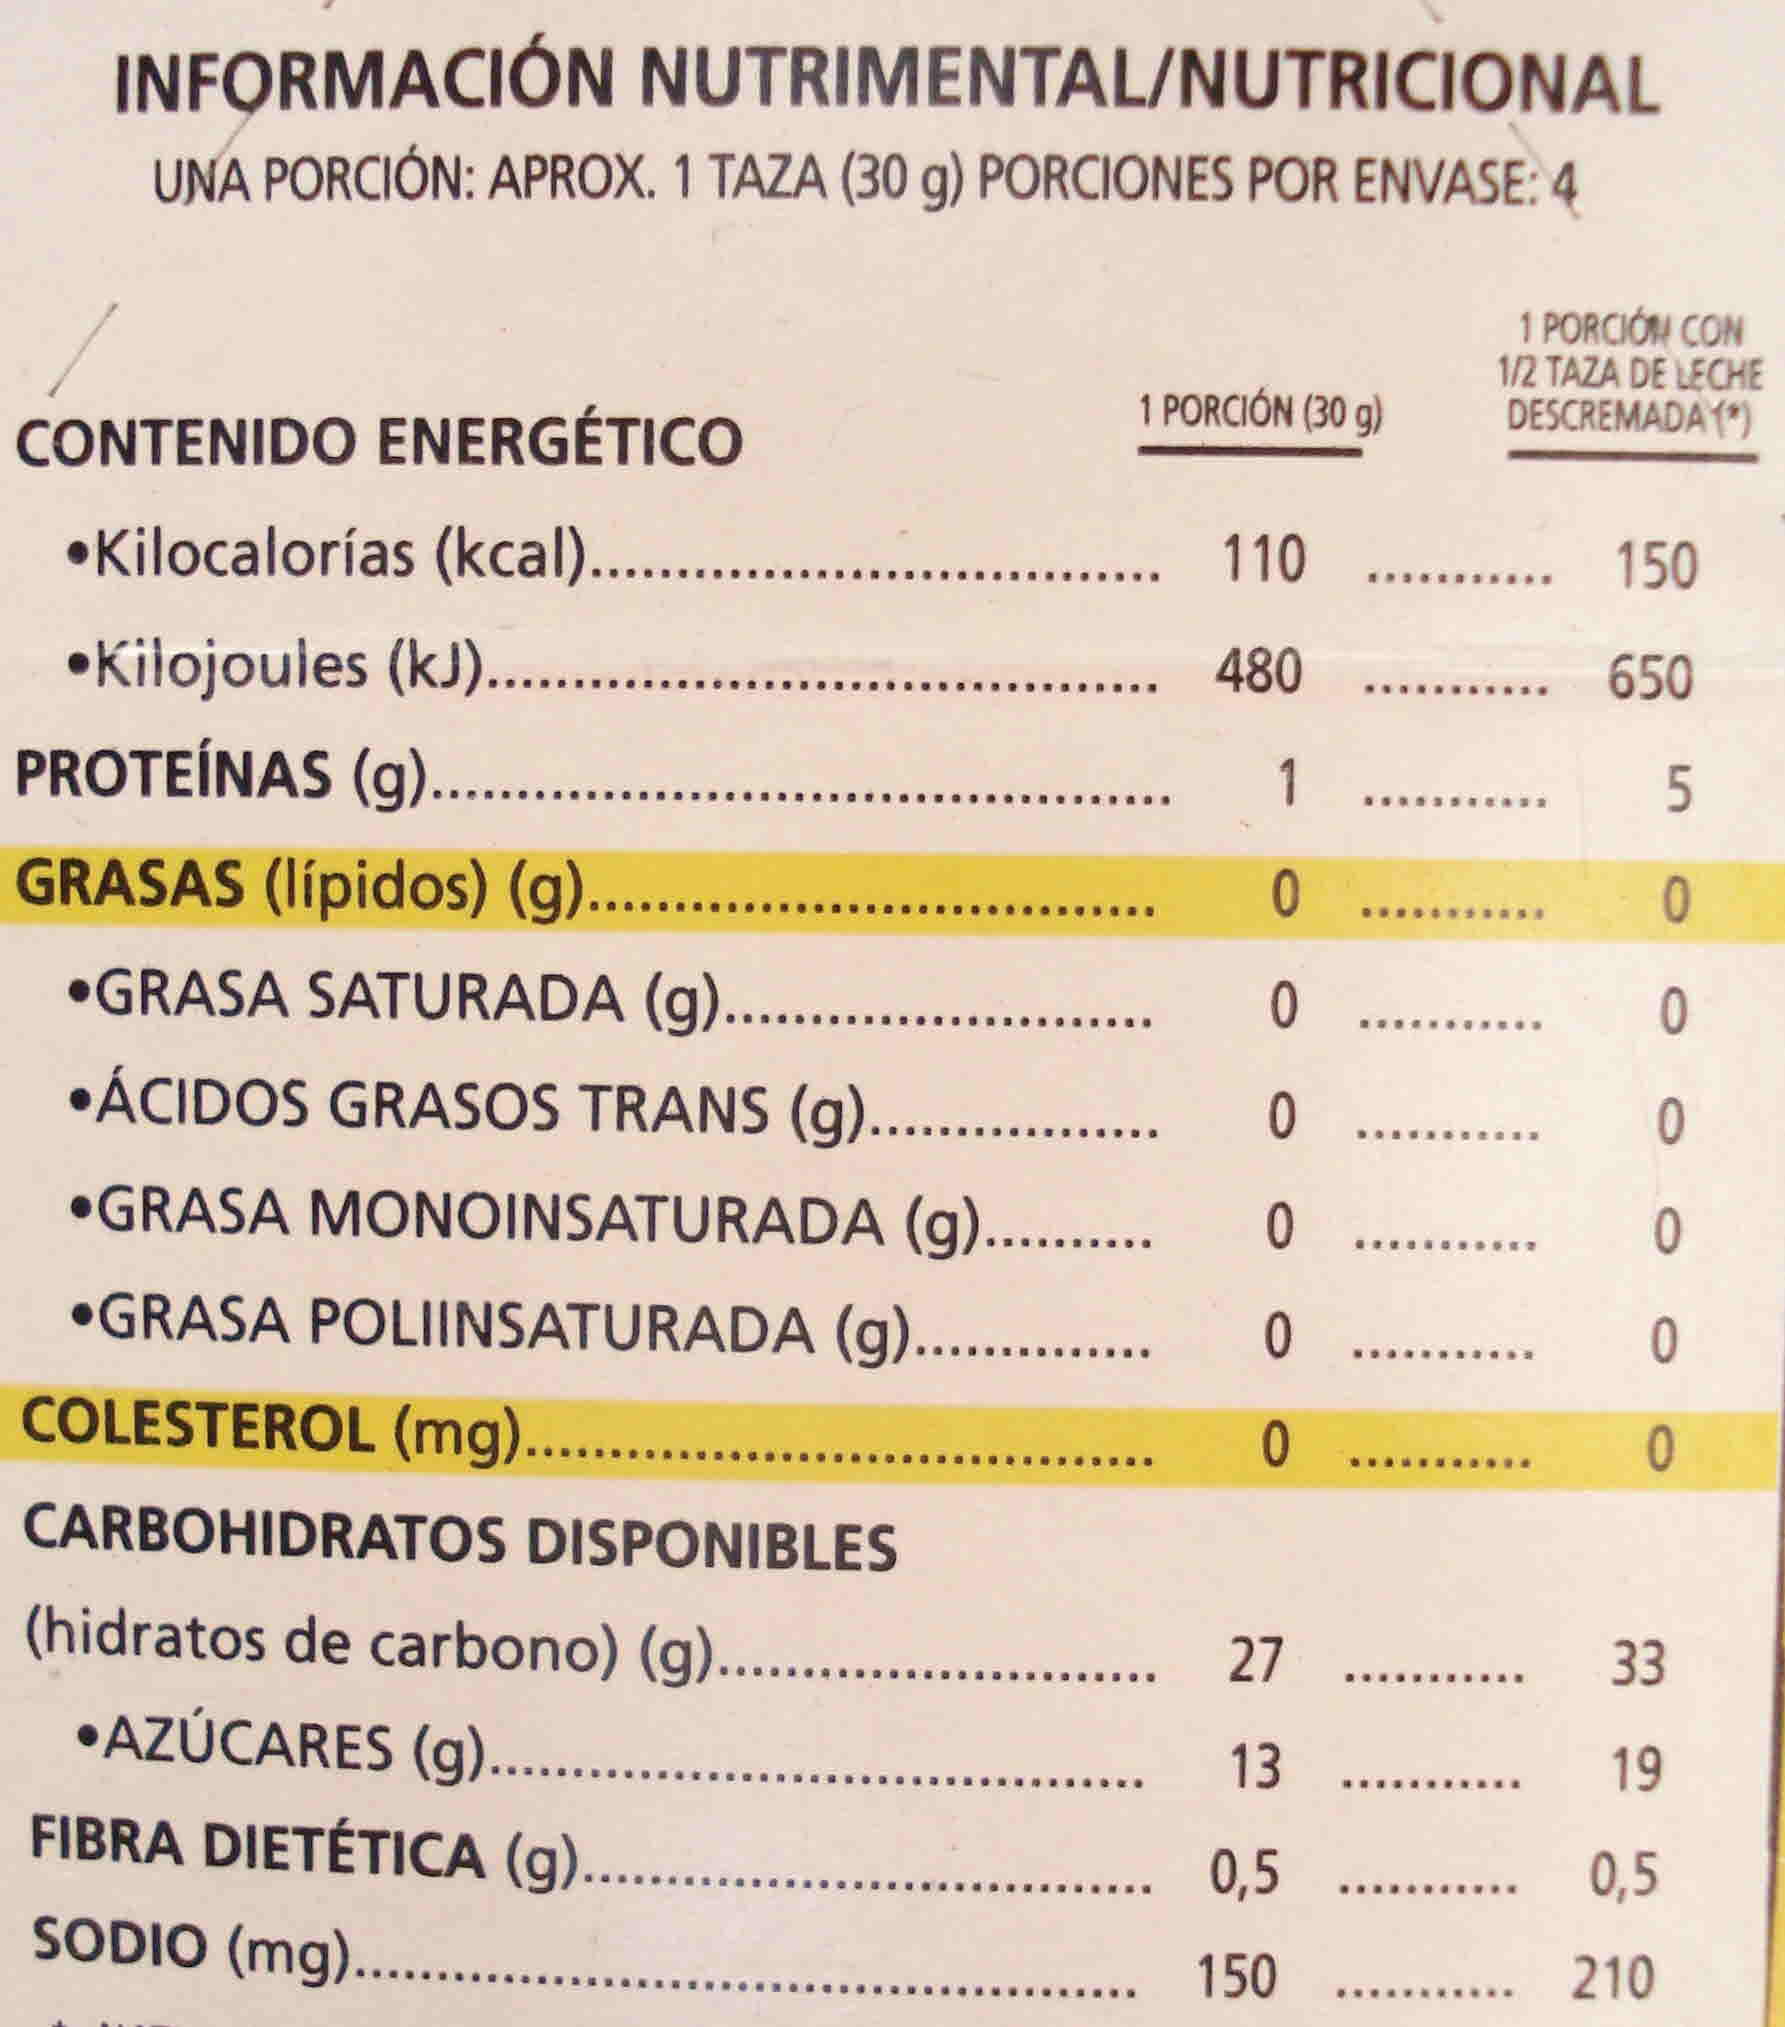 INFORMACIÓN NUTRIMENTAL/NUTRICIONAL
UNA PORCIÓN: APROX. 1 TAZA (30 g) PORCIONES POR ENVASE: 4
1 PORCIÓN CON
1/2 TAZA DE LECHE
DESCREMADA (*)
1 PORCIÓN (30 g)
CONTENIDO ENERGÉTICO
•Kilocalorías (kcal)................................ 110 ........... 150
•Kilojoules (kJ)....................................... 480 ........... 650
PROTEÍNAS (g)........................................... 1 ........... 5
GRASAS (lípidos) (g)................................. 0 ........... 0
•GRASA SATURADA (g)......................... 0 ........... 0
•ÁCIDOS GRASOS TRANS (g)................. 0 ........... 0
•GRASA MONOINSATURADA (g).......... 0 ........... 0
•GRASA POLIINSATURADA (g).............. 0 ........... 0
COLESTEROL (mg)..................................... 0 ........... 0
CARBOHIDRATOS DISPONIBLES
(hidratos de carbono) (g).......................... 27 ........... 33
•AZÚCARES (g)....................................... 13 ........... 19
FIBRA DIETÉTICA (g)................................. 0,5 ........... 0,5
SODIO (mg).............................................. 150 ........... 210